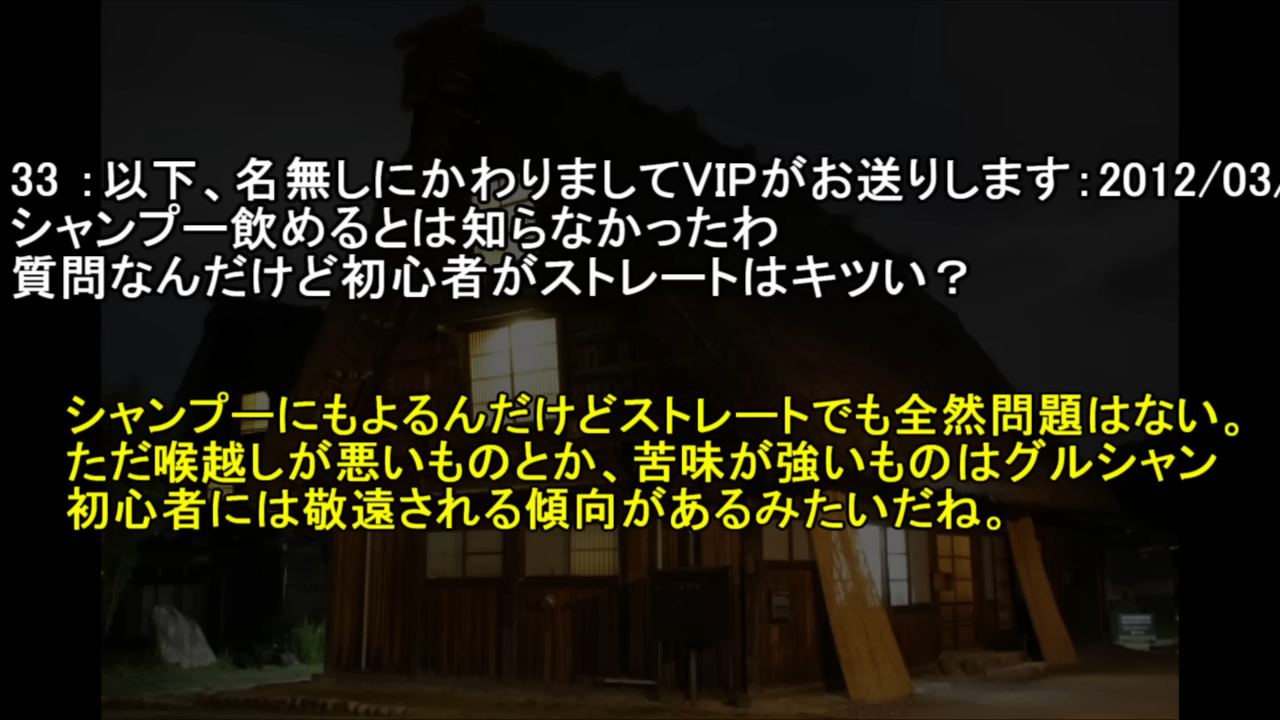 33 ：以下、名無しにかわりましてVIPがお送りします：2012/03/
シャンプー飲めるとは知らなかったわ
質問なんだけど初心者がストレートはキツい？
シャンプーにもよるんだけどストレートでも全然問題はない。
ただ喉越しが悪いものとか、苦味が強いものはグルシャン
初心者には敬遠される傾向があるみたいだね。